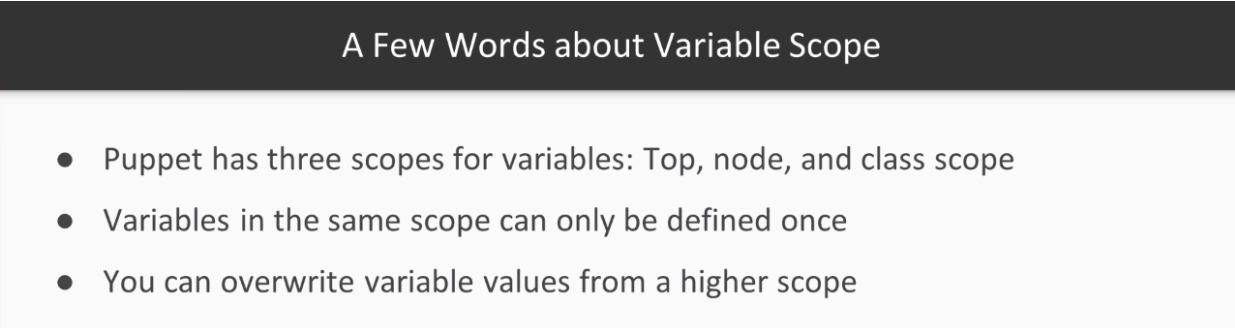 A Few Words about Variable Scope
● Puppet has three scopes for variables: Top, node, and class scope
● Variables in the same scope can only be defined once
● You can overwrite variable values from a higher scope